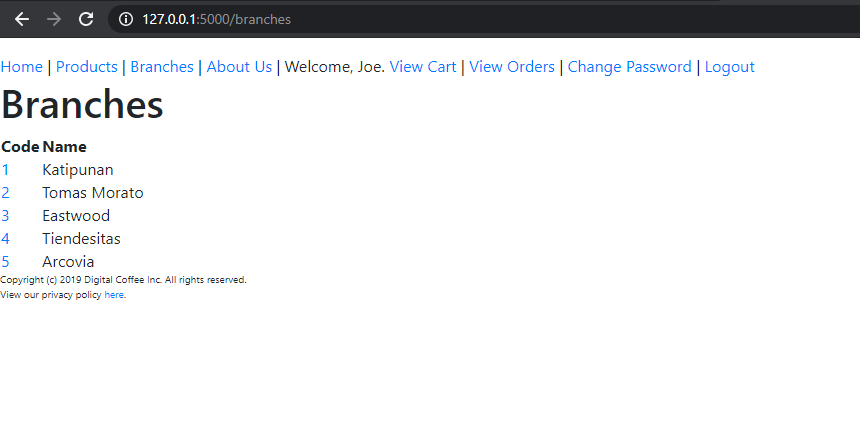 127.0.0.1:5000/branches
Home | Products | Branches | About Us | Welcome, Joe. View Cart | View Orders | Change Password | Logout
Branches
Code Name
1 Katipunan
2 Tomas Morato
3 Eastwood
4 Tiendesitas
5 Arcovia
Copyright (c) 2019 Digital Coffee Inc. All rights reserved.
View our privacy policy here.